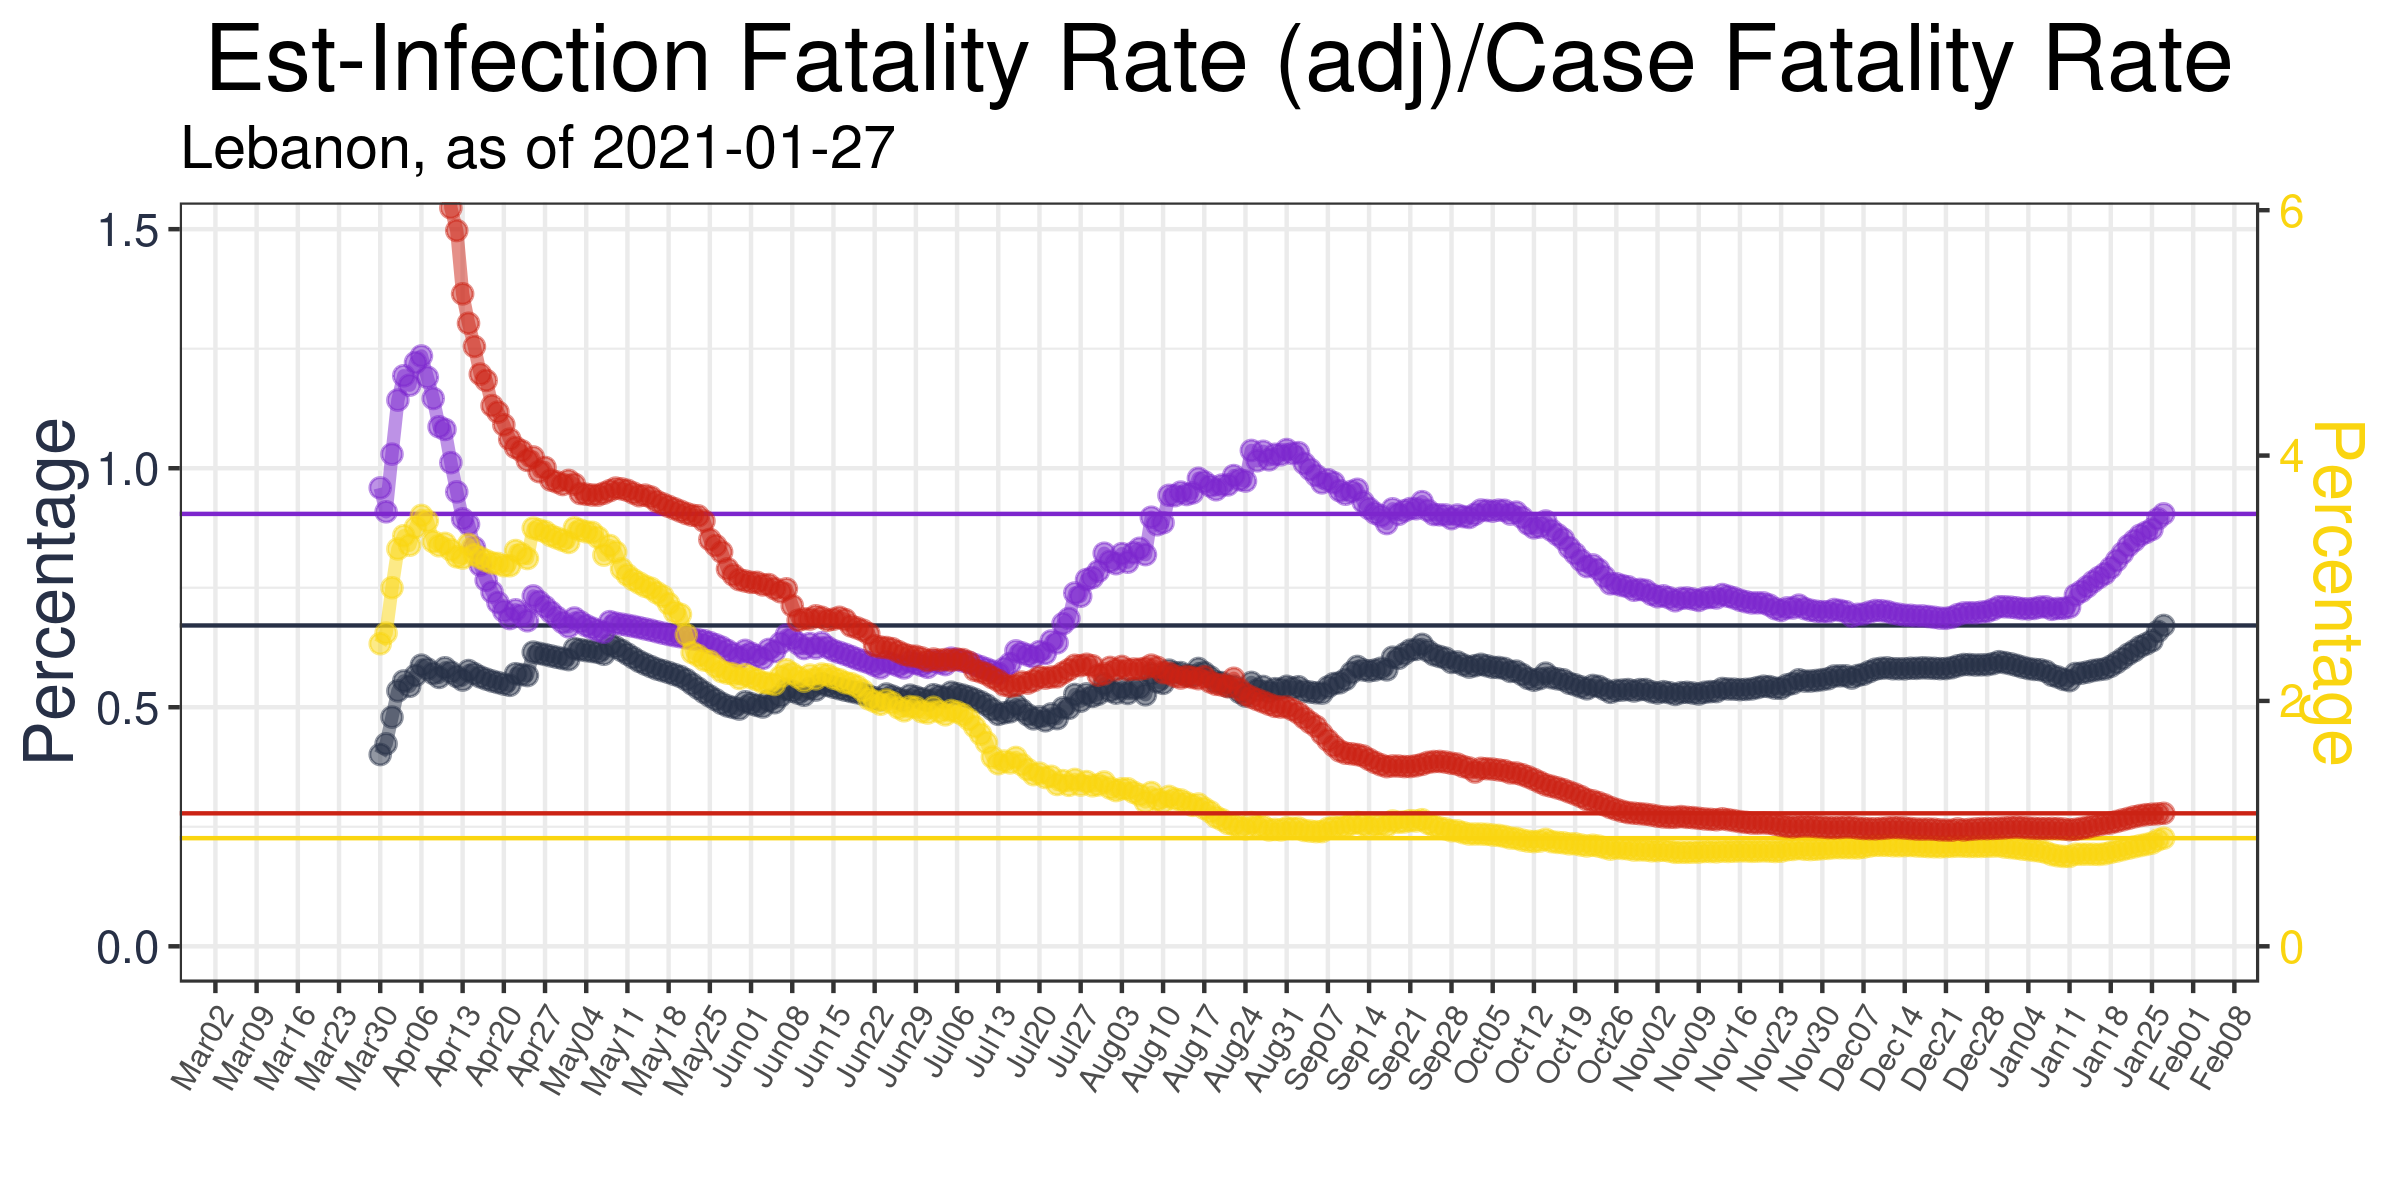 Est-Infection Fatality Rate (adj)/Case Fatality Rate
Lebanon, as of 2021-01-27
Percentage
1.5
1.0
0.5
0.0
6
4
2
0
Percentage
Mar02
Mar09
Mar16
Mar23
Mar30
Apr06
Apr13
Apr20
Apr27
May04
May11
May18
May25
Jun01
Jun08
Jun15
Jun22
Jun29
Jul06
Jul13
Jul20
Jul27
Aug03
Aug10
Aug17
Aug24
Aug31
Sep07
Sep14
Sep21
Sep28
Oct05
Oct12
Oct19
Oct26
Nov02
Nov09
Nov16
Nov23
Nov30
Dec07
Dec14
Dec21
Dec28
Jan04
Jan11
Jan18
Jan25
Feb01
Feb08